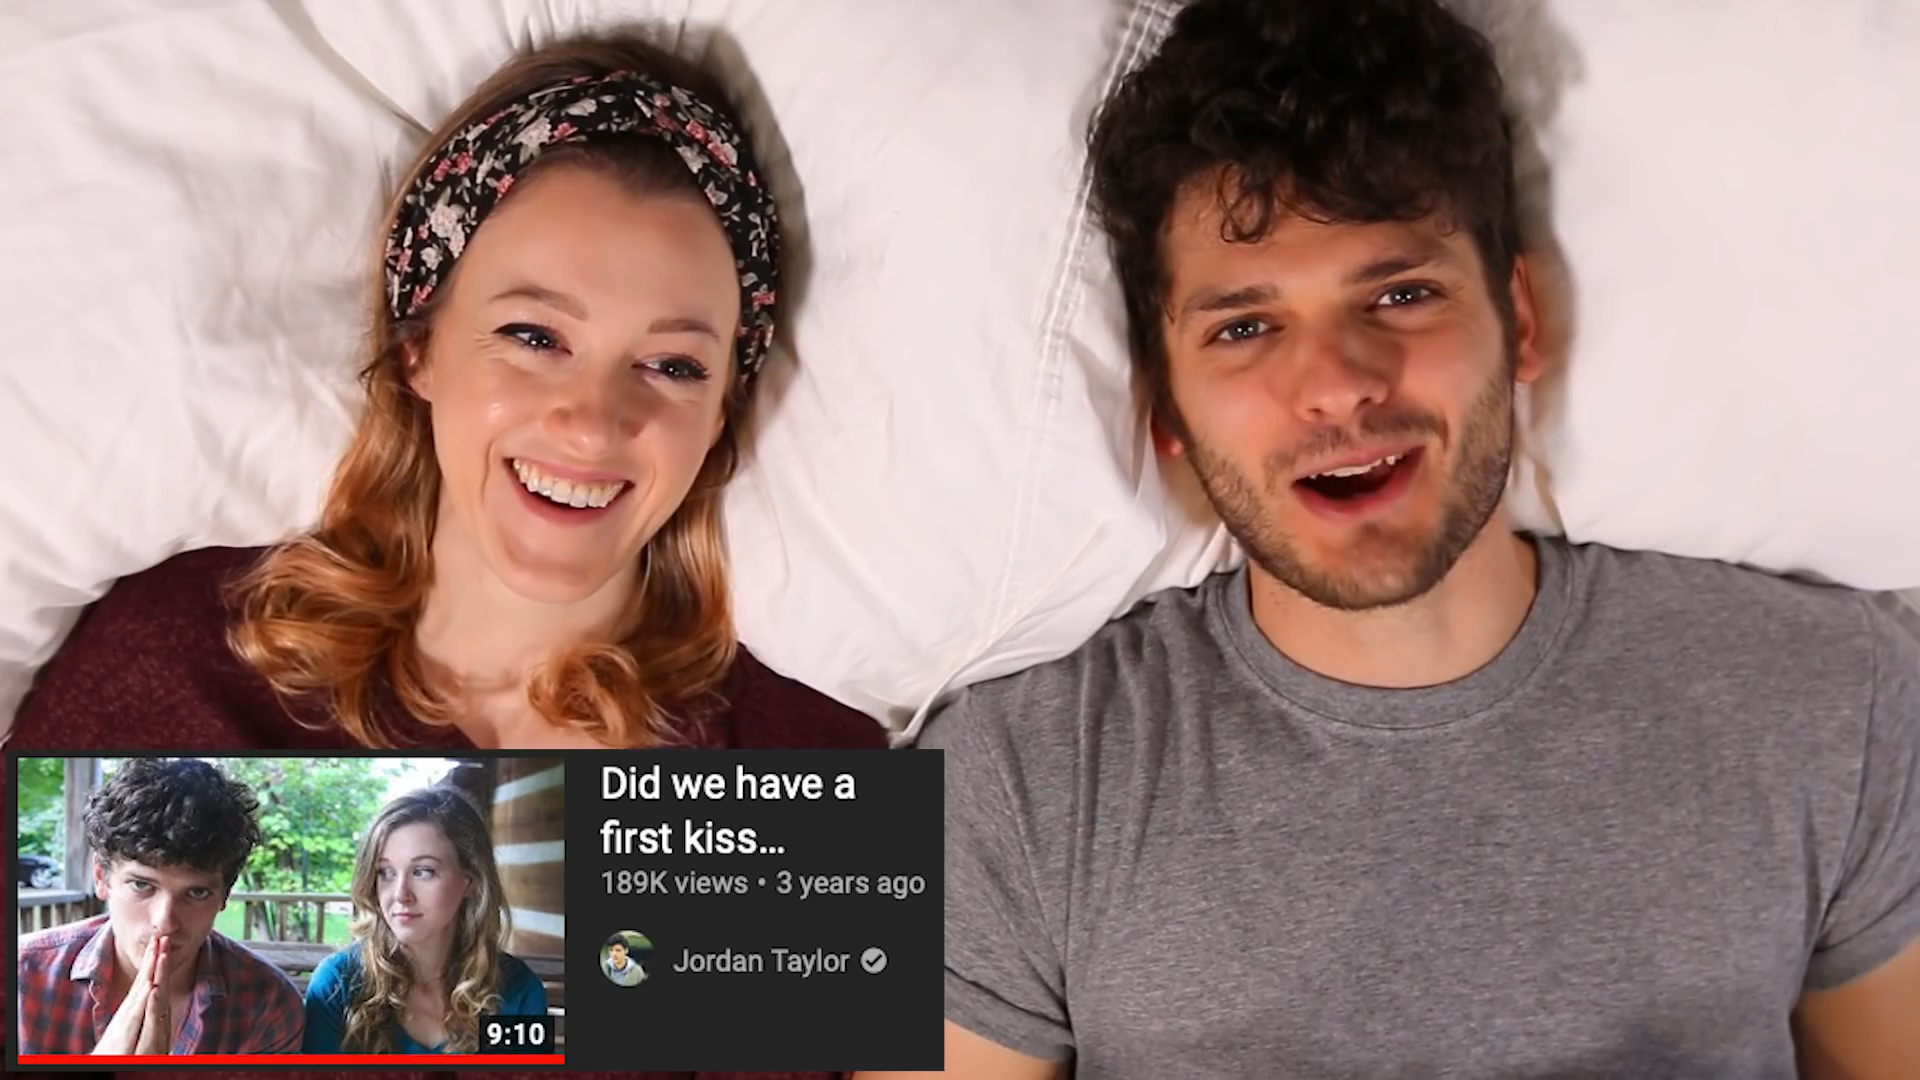 Did we have a
first kiss...
189K views • 3 years ago
Jordan Taylor
9:10